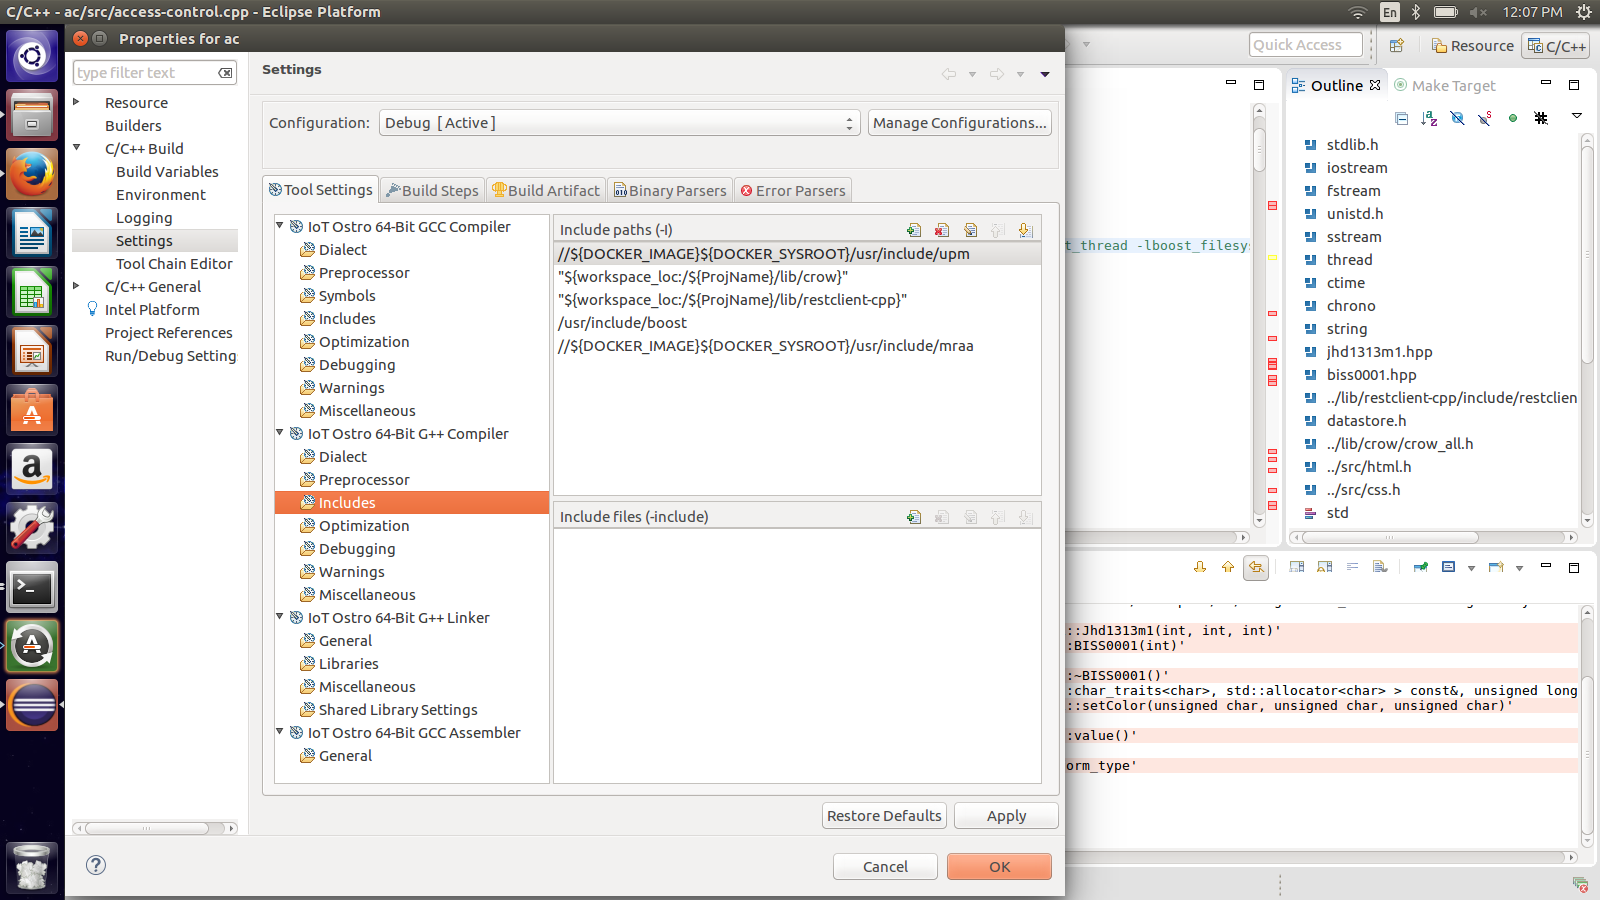 C/C++ - ac/src/access-control.cpp - Eclipse Platform
En
12:07 PM
Properties for ac
type filter text
Resource
Builders
C/C++ Build
Build Variables
Environment
Logging
Settings
Tool Chain Editor
C/C++ General
Intel Platform
Project References
Run/Debug Setting
Settings
Configuration:
Debug [ Active ]
Manage Configurations...
Tool Settings
Build Steps
Build Artifact
Binary Parsers
Error Parsers
IoT Ostro 64-Bit GCC Compiler
Dialect
Preprocessor
Symbols
Includes
Optimization
Debugging
Warnings
Miscellaneous
IoT Ostro 64-Bit G++ Compiler
Dialect
Preprocessor
Includes
Optimization
Debugging
Warnings
Miscellaneous
IoT Ostro 64-Bit G++ Linker
General
Libraries
Miscellaneous
Shared Library Settings
IoT Ostro 64-Bit GCC Assembler
General
Include paths (-I)
//${DOCKER_IMAGE}${DOCKER_SYSROOT}/usr/include/upm
"${workspace_loc:/${ProjName}/lib/crow}"
"${workspace_loc:/${ProjName}/lib/restclient-cpp}"
/usr/include/boost
//${DOCKER_IMAGE}${DOCKER_SYSROOT}/usr/include/mraa
Include files (-include)
Restore Defaults
Apply
Cancel
OK
Quick Access
Resource
C/C++
t_thread -lboost_filesy
Outline
Make Target
stdlib.h
iostream
fstream
unistd.h
sstream
thread
ctime
chrono
string
jhd1313m1.hpp
biss0001.hpp
../lib/restclient-cpp/include/restclien
datastore.h
../lib/crow/crow_all.h
../src/html.h
../src/css.h
std
::Jhd1313m1(int, int, int)'
:BISS0001(int)'
:~BISS0001()'
:char_traits<char>, std::allocator<char> > const&, unsigned long
::setColor(unsigned char, unsigned char, unsigned char)'
:value()'
orm_type'